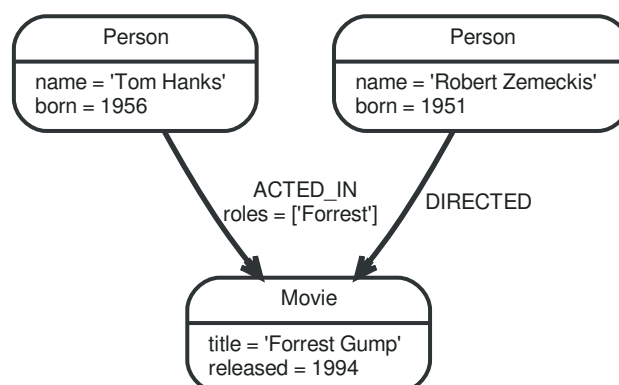 Person
name = 'Tom Hanks'
born = 1956
Person
name = 'Robert Zemeckis'
born = 1951
ACTED_IN
roles = ['Forrest']
DIRECTED
Movie
title = 'Forrest Gump'
released = 1994